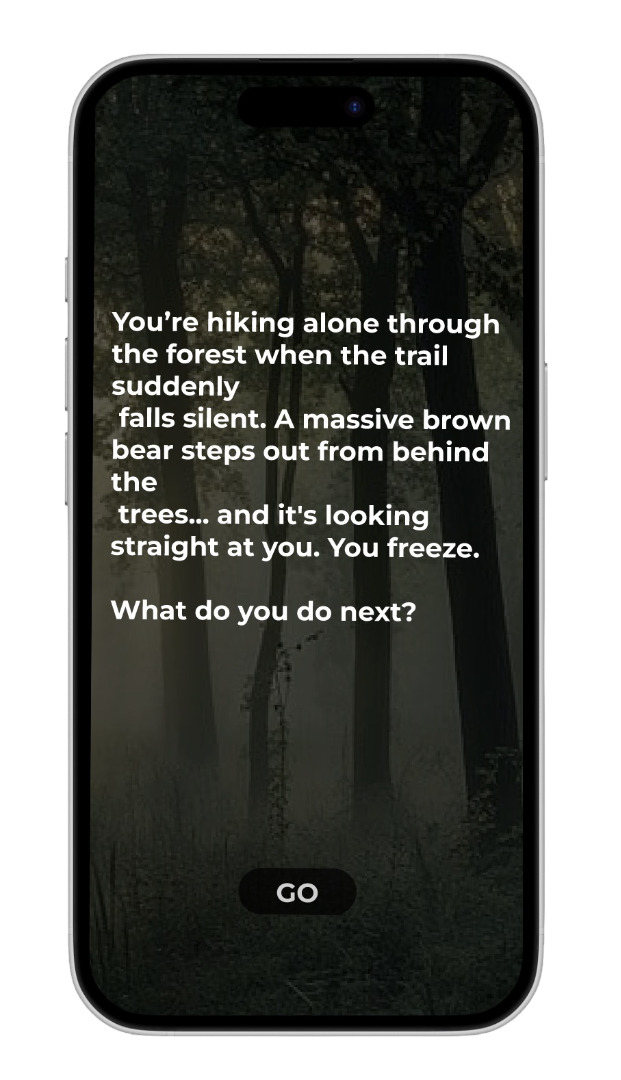 You’re hiking alone through
the forest when the trail
suddenly
falls silent. A massive brown
bear steps out from behind
the
trees... and it's looking
straight at you. You freeze.
What do you do next?
GO